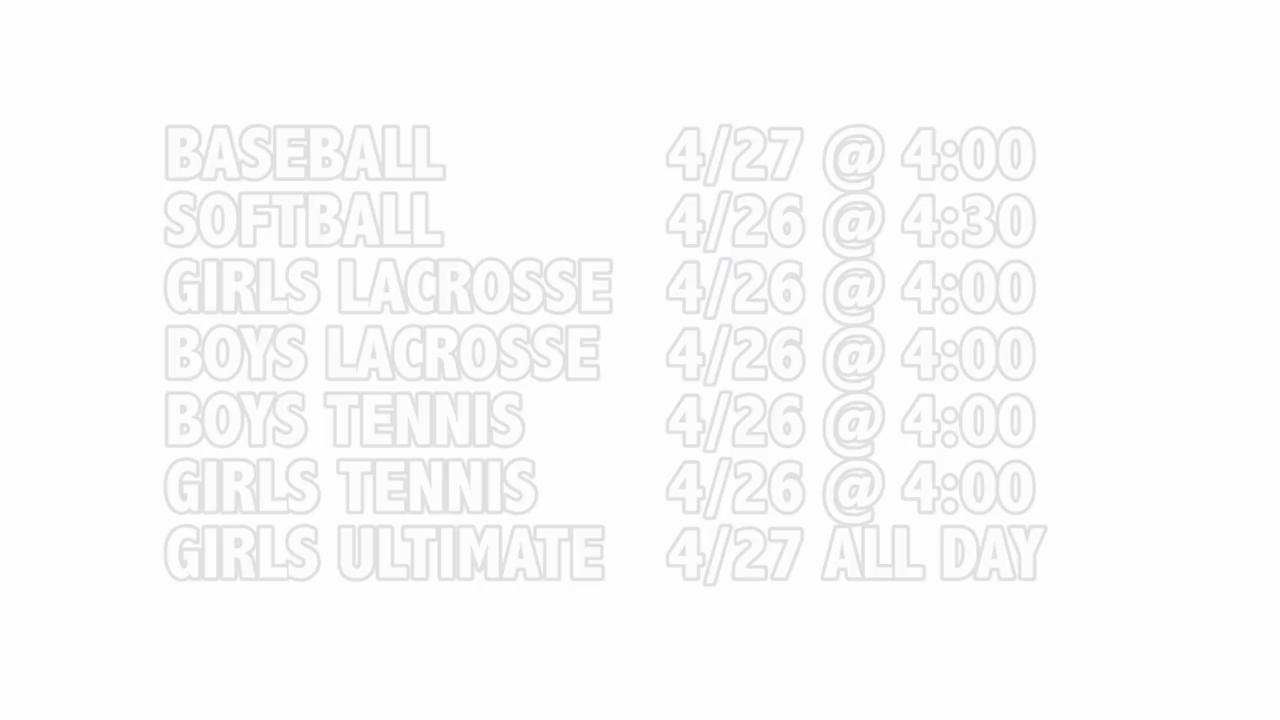 BASEBALL 4/27 @ 4:00
SOFTBALL 4/26 @ 4:30
GIRLS LACROSSE 4/26 @ 4:00
BOYS LACROSSE 4/26 @ 4:00
BOYS TENNIS 4/26 @ 4:00
GIRLS TENNIS 4/26 @ 4:00
GIRLS ULTIMATE 4/27 ALL DAY